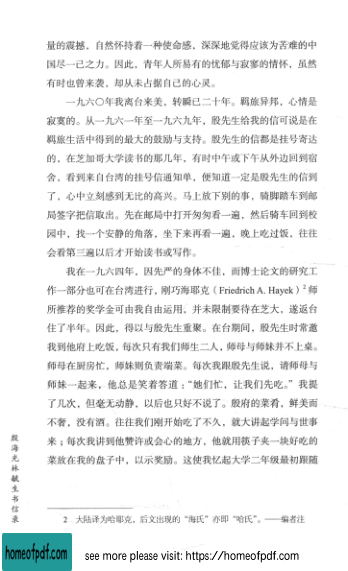 量的震撼，自然怀持着一种使命感，深深地觉得应该为苦难的中
国尽一己之力。因此，青年人所易有的忧郁与寂寥的情怀，虽然
有时也曾来袭，却从未占据自己的心灵。
一九六〇年我离台来美，转瞬已二十年。羁旅异邦，心情是
寂寞的。从一九六一年至一九六九年，殷先生给我的信可说是在
羁旅生活中得到的最大的鼓励与支持。殷先生的信都是挂号寄达
的，在芝加哥大学读书的那几年，有时中午或下午从外边回到宿
舍，看到来自台湾的挂号信通知单，便知道一定是殷先生的信到
了，心中立刻感到无比的高兴。马上放下别的事，骑脚踏车到邮
局签字把信取出。先在邮局中打开匆匆看一遍，然后骑车回到校
园中，找一个安静的角落，坐下来再看一遍，晚上吃过饭，往往
会看第三遍以后才开始读书或写作。
我在一九六四年，因先严的身体不佳，而博士论文的研究工
作一部分也可在台湾进行，刚巧海耶克（Friedrich A. Hayek）2 师
所推荐的奖学金可由我自由运用，并未限制要待在芝大，遂返台
住了半年。因此，得以与殷先生重聚。在台期间，殷先生时常邀
我到他府上吃饭，每次只有我们师生二人，师母与师妹并不上桌。
师母在厨房忙，师妹则负责端菜。每次我跟殷先生说，请师母与
师妹一起来，他总是笑着答道：“她们忙，让我们先吃。”我提
了几次，但毫无动静，以后也只好不说了。殷府的菜肴，鲜美而
不奢，没有酒。往往我们刚开始吃了不久，就大讲起学问与世事
来；每次我讲到他赞许或会心的地方，他就用筷子夹一块好吃的
菜放在我的盘子中，以示奖励。这使我忆起大学二年级最初跟随
殷海光林毓生书信录
2 大陆译为哈耶克，后文出现的“海氏”亦即“哈氏”。——编者注
homeofpdf.com
see more please visit: https://homeofpdf.com